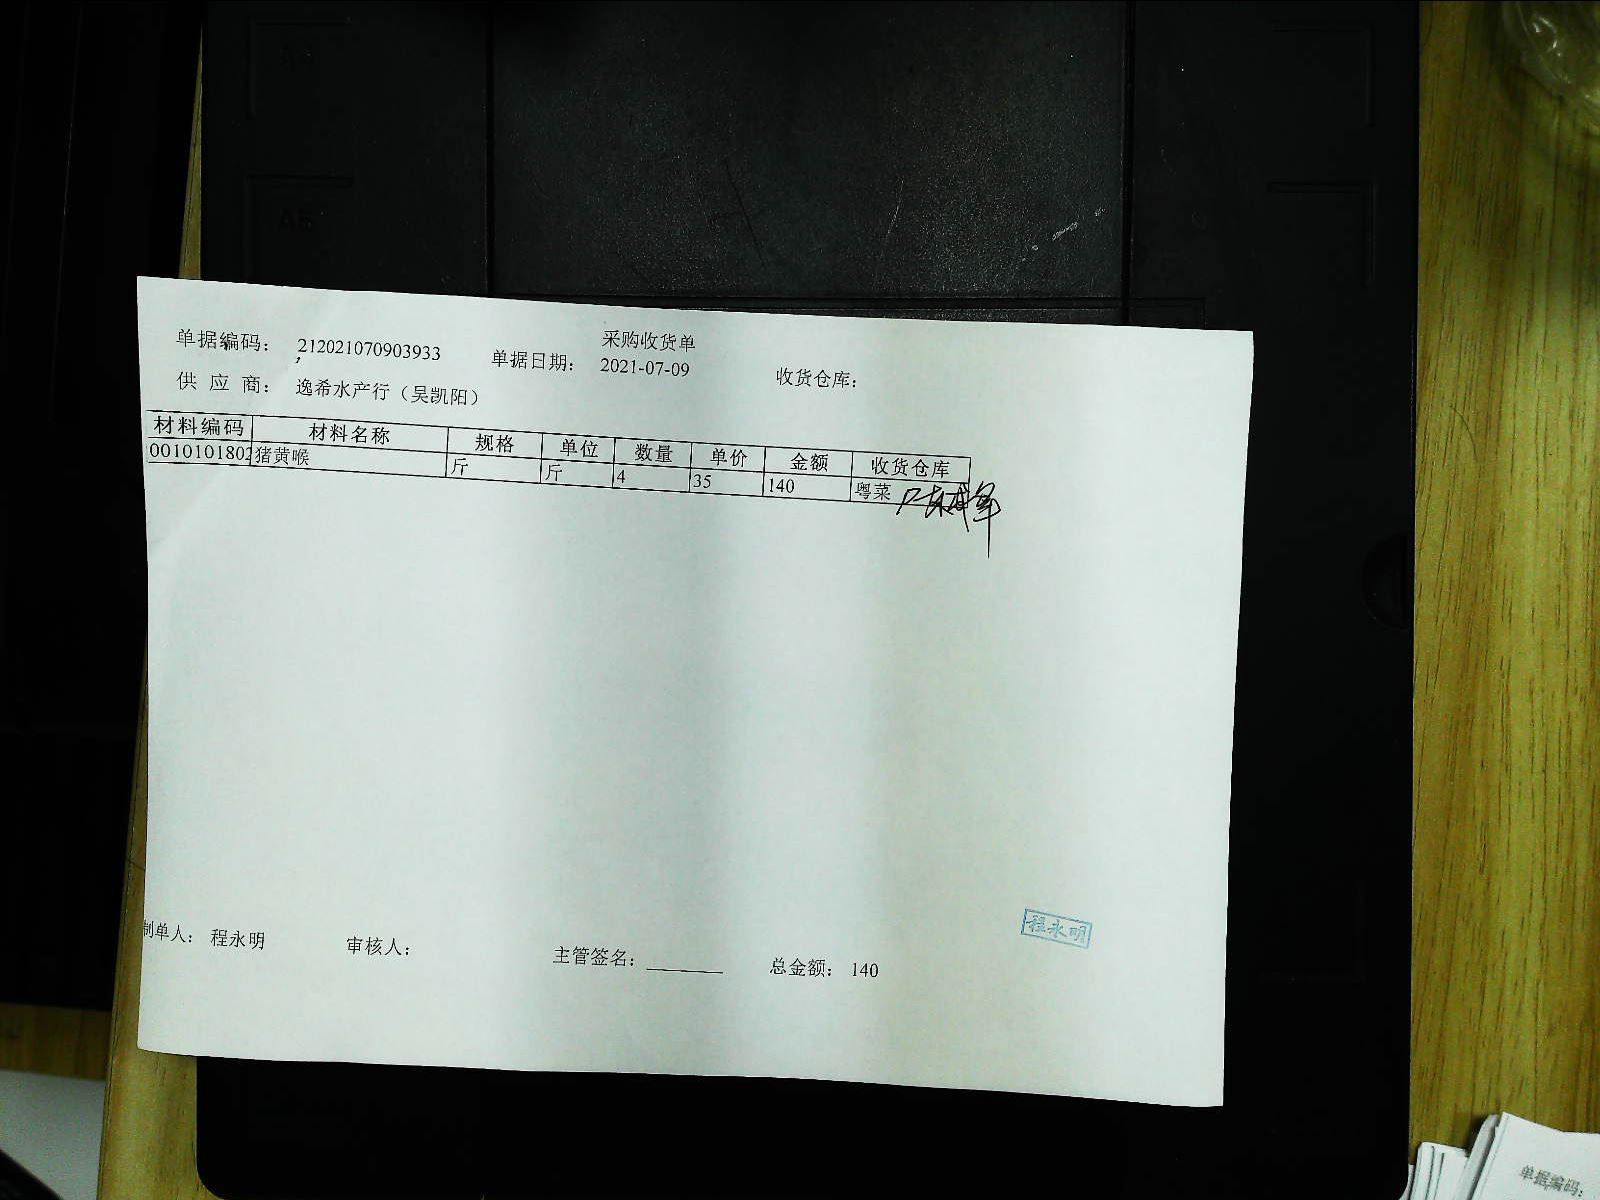 采购收货单
单据编码： 212021070903933 单据日期： 2021-07-09 收货仓库：
供 应 商： 逸希水产行（吴凯阳）
材料编码 材料名称 规格 单位 数量 单价 金额 收货仓库
0010101802 猪黄喉 斤 斤 4 35 140 粤菜
程永明
制单人： 程永明 审核人： 主管签名： 总金额： 140
单据编码：